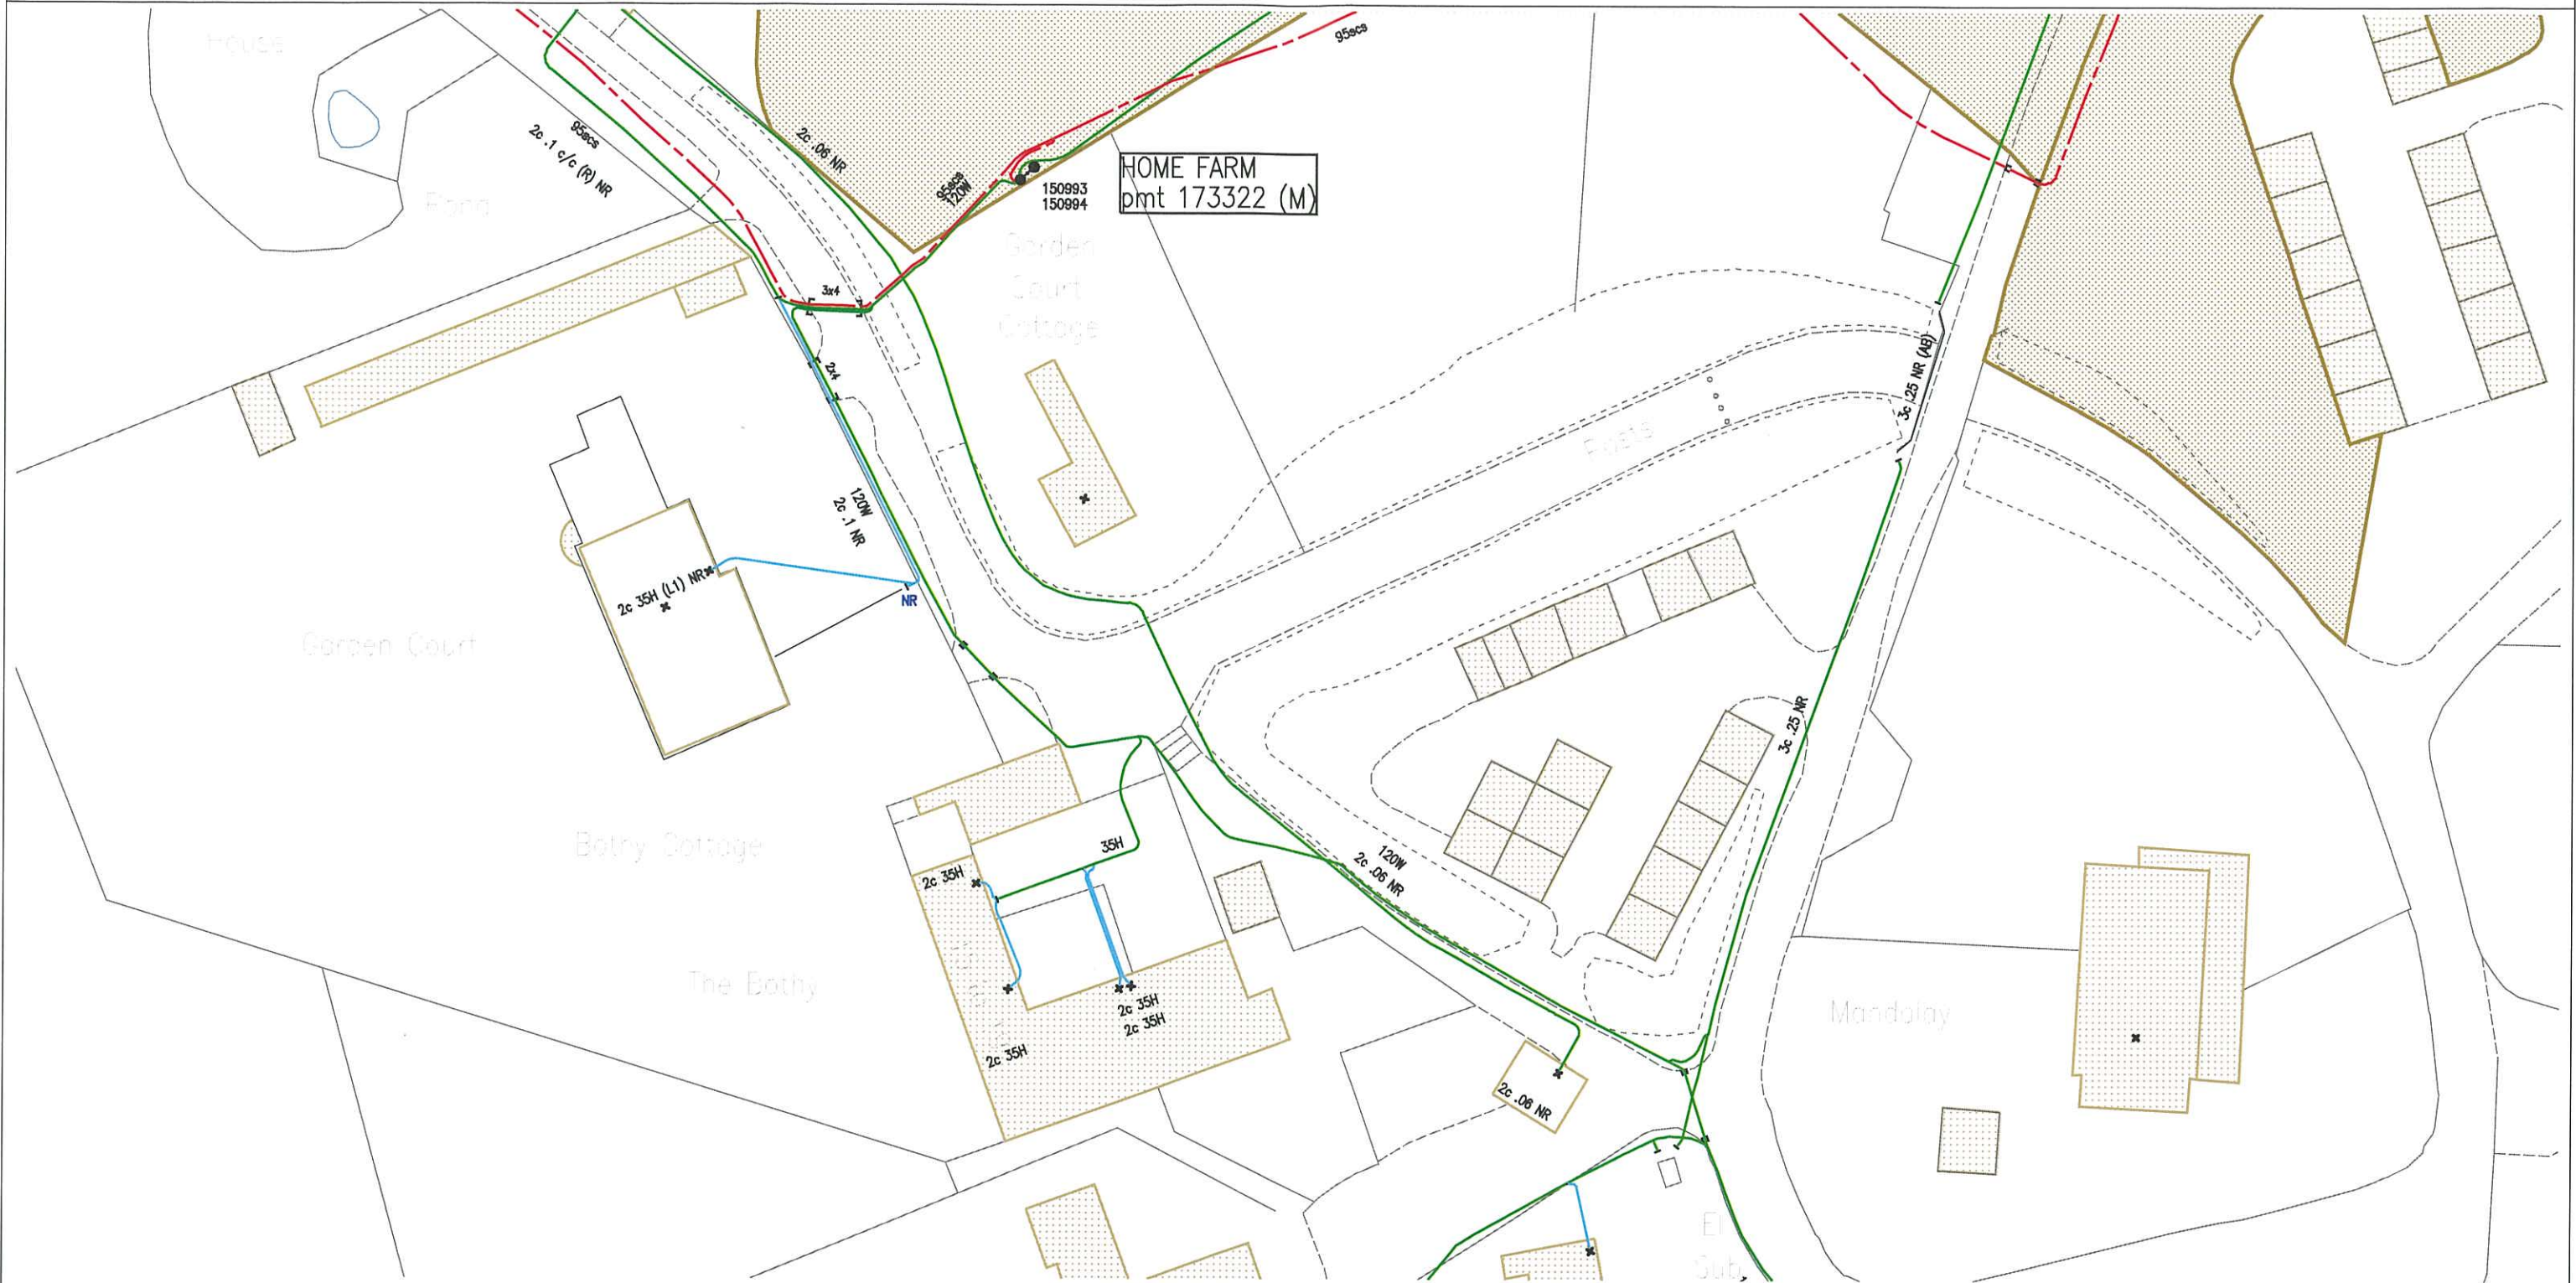 House
95scs
2c .1 c/c (R) NR
2c .06 NR
95scs
95scs
120W
150993
150994
HOME FARM
pmt 173322 (M)
Pond
Garden
Court
Cottage
3x4
2x4
3c .25 NR (AB)
Posts
120W
2c .1 NR
2c 35H (L1) NR
NR
Garden Court
3c .25 NR
35H
Bothy Cottage
2c 35H
120W
2c .06 NR
The Bothy
2c 35H
2c 35H
2c 35H
2c .06 NR
Mandalay
El
Sub